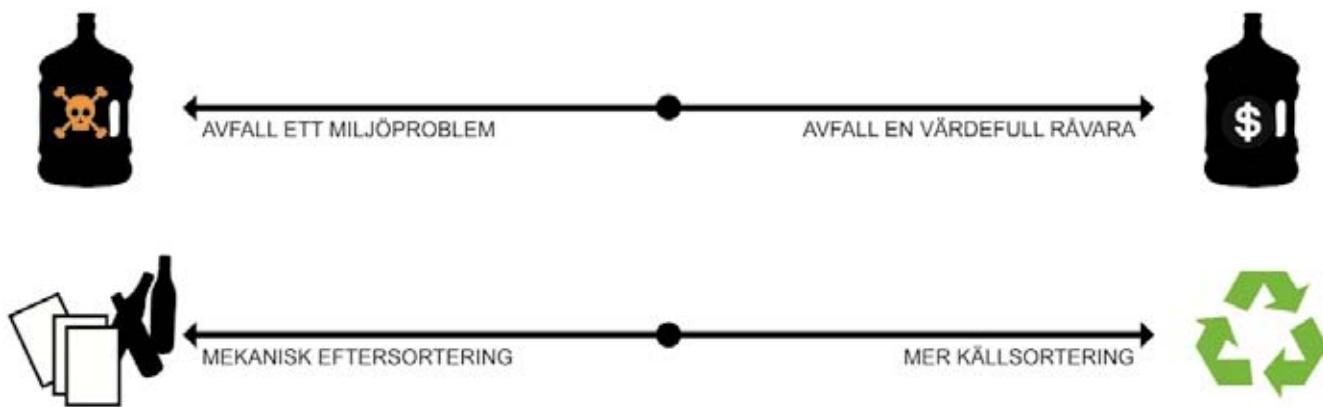 $
AVFALL ETT MILJÖPROBLEM
AVFALL EN VÄRDEFULL RÅVARA
MEKANISK EFTERSORTERING
MER KÄLLSORTERING